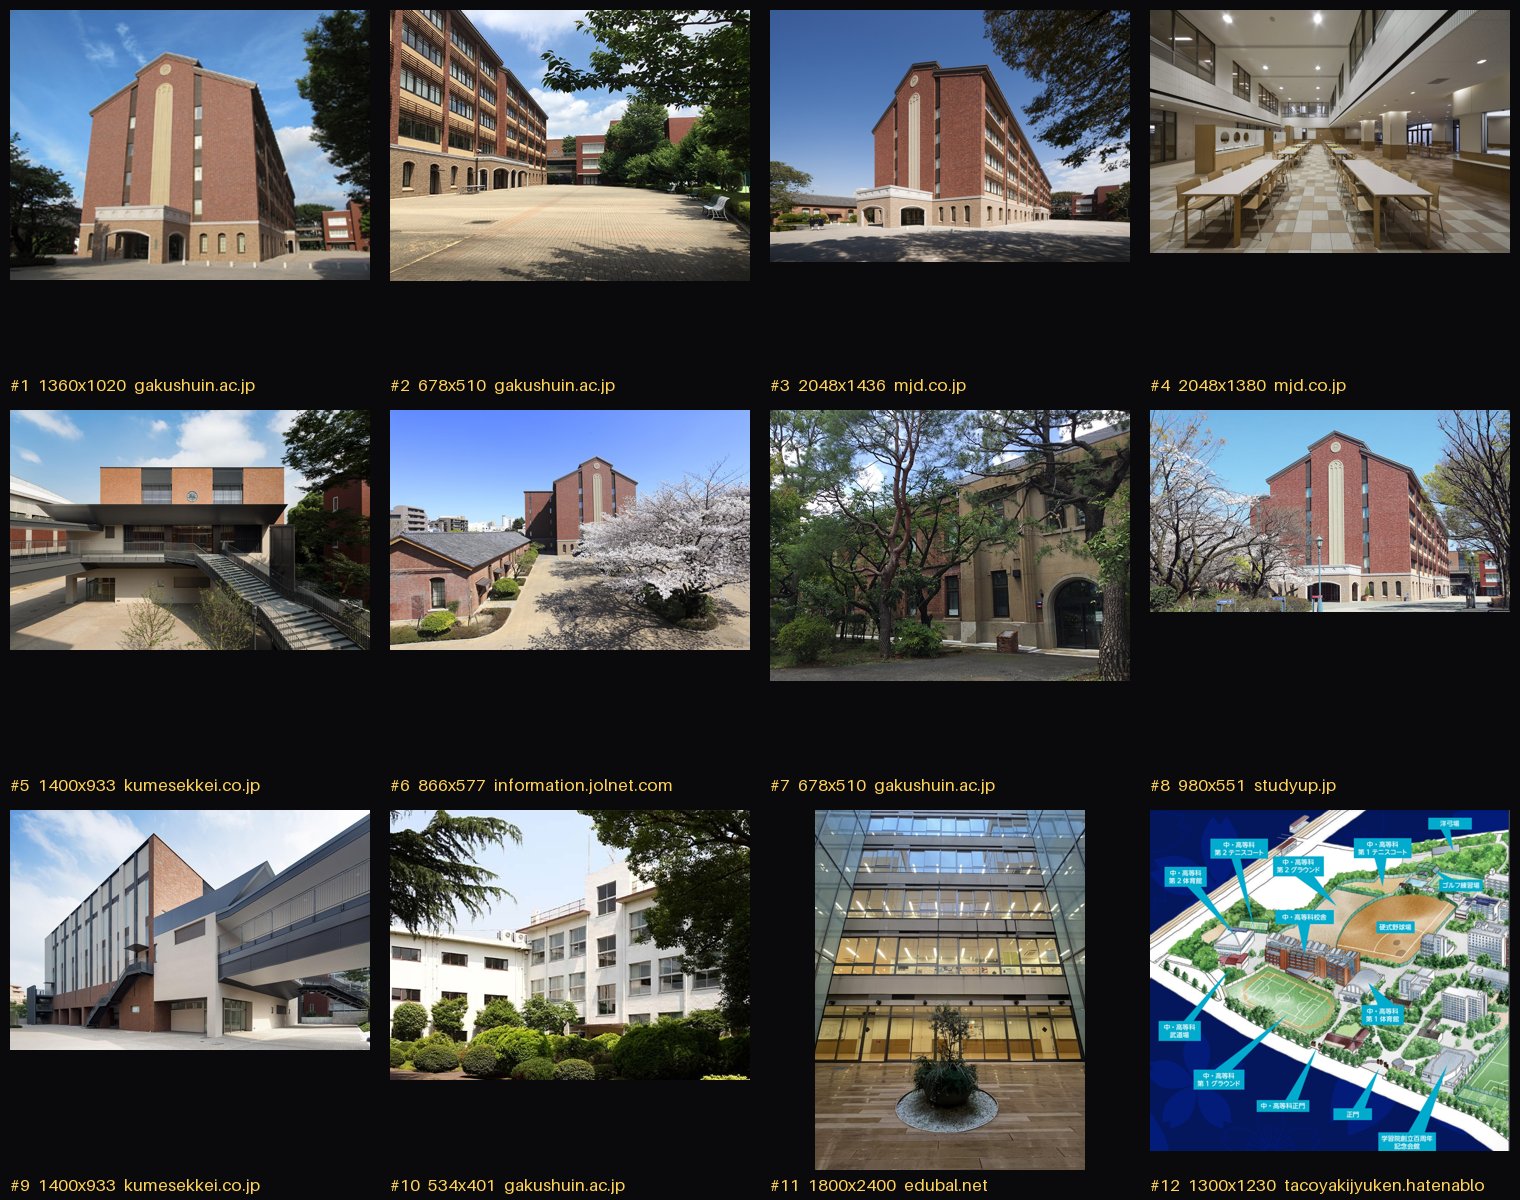 #1 1360x1020 gakushuin.ac.jp
#2 678x510 gakushuin.ac.jp
#3 2048x1436 mjd.co.jp
#4 2048x1380 mjd.co.jp
#5 1400x933 kumesekkei.co.jp
#6 866x577 information.jolnet.com
#7 678x510 gakushuin.ac.jp
#8 980x551 studyup.jp
洋弓場
中・高等科
第2テニスコート
中・高等科
第1テニスコート
中・高等科
第2グラウンド
中・高等科
第2体育館
ゴルフ練習場
中・高等科校舎
硬式野球場
中・高等科
第1体育館
中・高等科
武道場
中・高等科
第1グラウンド
中・高等科正門
正門
学習院創立百周年
記念会館
#9 1400x933 kumesekkei.co.jp
#10 534x401 gakushuin.ac.jp
#11 1800x2400 edubal.net
#12 1300x1230 tacoyakijyuken.hatenablo